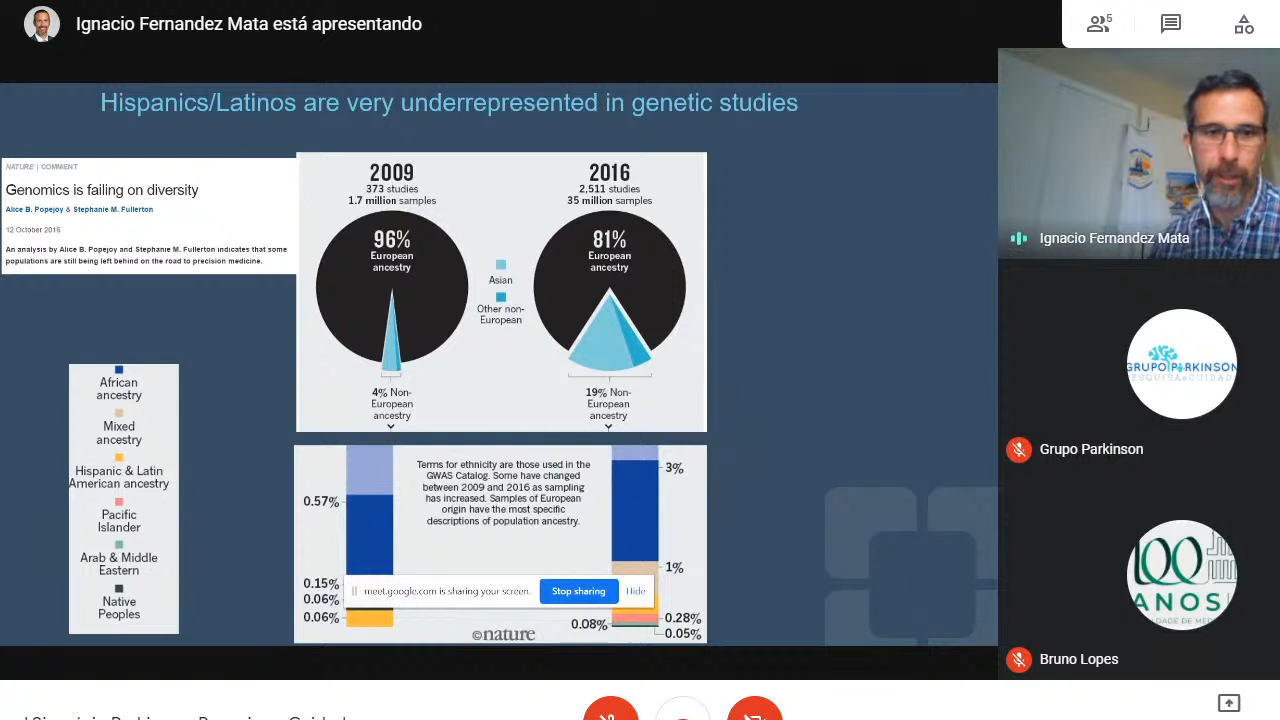 Ignacio Fernandez Mata está apresentando
5
Hispanics/Latinos are very underrepresented in genetic studies
NATURE | COMMENT
Genomics is failing on diversity
Alice B. Popejoy & Stephanie M. Fullerton
12 October 2016
An analysis by Alice B. Popejoy and Stephanie M. Fullerton indicates that some
populations are still being left behind on the road to precision medicine.
2009
373 studies
1.7 million samples
96%
European
ancestry
4% Non-
European
ancestry
Asian
Other non-
European
2016
2,511 studies
35 million samples
81%
European
ancestry
19% Non-
European
ancestry
African
ancestry
Mixed
ancestry
Hispanic & Latin
American ancestry
Pacific
Islander
Arab & Middle
Eastern
Native
Peoples
0.57%
0.15%
0.06%
0.06%
Terms for ethnicity are those used in the
GWAS Catalog. Some have changed
between 2009 and 2016 as sampling
has increased. Samples of European
origin have the most specific
descriptions of population ancestry.
3%
1%
0.28%
0.08%
0.05%
meet.google.com is sharing your screen.
Stop sharing
Hide
©nature
Ignacio Fernandez Mata
GRUPO PARKINSON
Grupo Parkinson
100
ANOS
Bruno Lopes